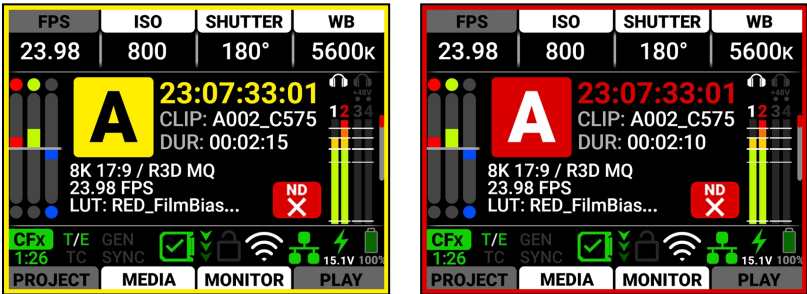 FPS ISO SHUTTER WB
23.98 800 180° 5600K
A
23:07:33:01
CLIP: A002_C575
DUR: 00:02:15
+48V
1 2 3 4
8K 17:9 / R3D MQ
23.98 FPS
LUT: RED_FilmBias...
ND
CFx T/E GEN
1:26 TC SYNC 15.1V 100%
PROJECT MEDIA MONITOR PLAY
FPS ISO SHUTTER WB
23.98 800 180° 5600K
A
23:07:33:01
CLIP: A002_C575
DUR: 00:02:10
+48V
1 2 3 4
8K 17:9 / R3D MQ
23.98 FPS
LUT: RED_FilmBias...
ND
CFx T/E GEN
1:26 TC SYNC 15.1V 100%
PROJECT MEDIA MONITOR PLAY